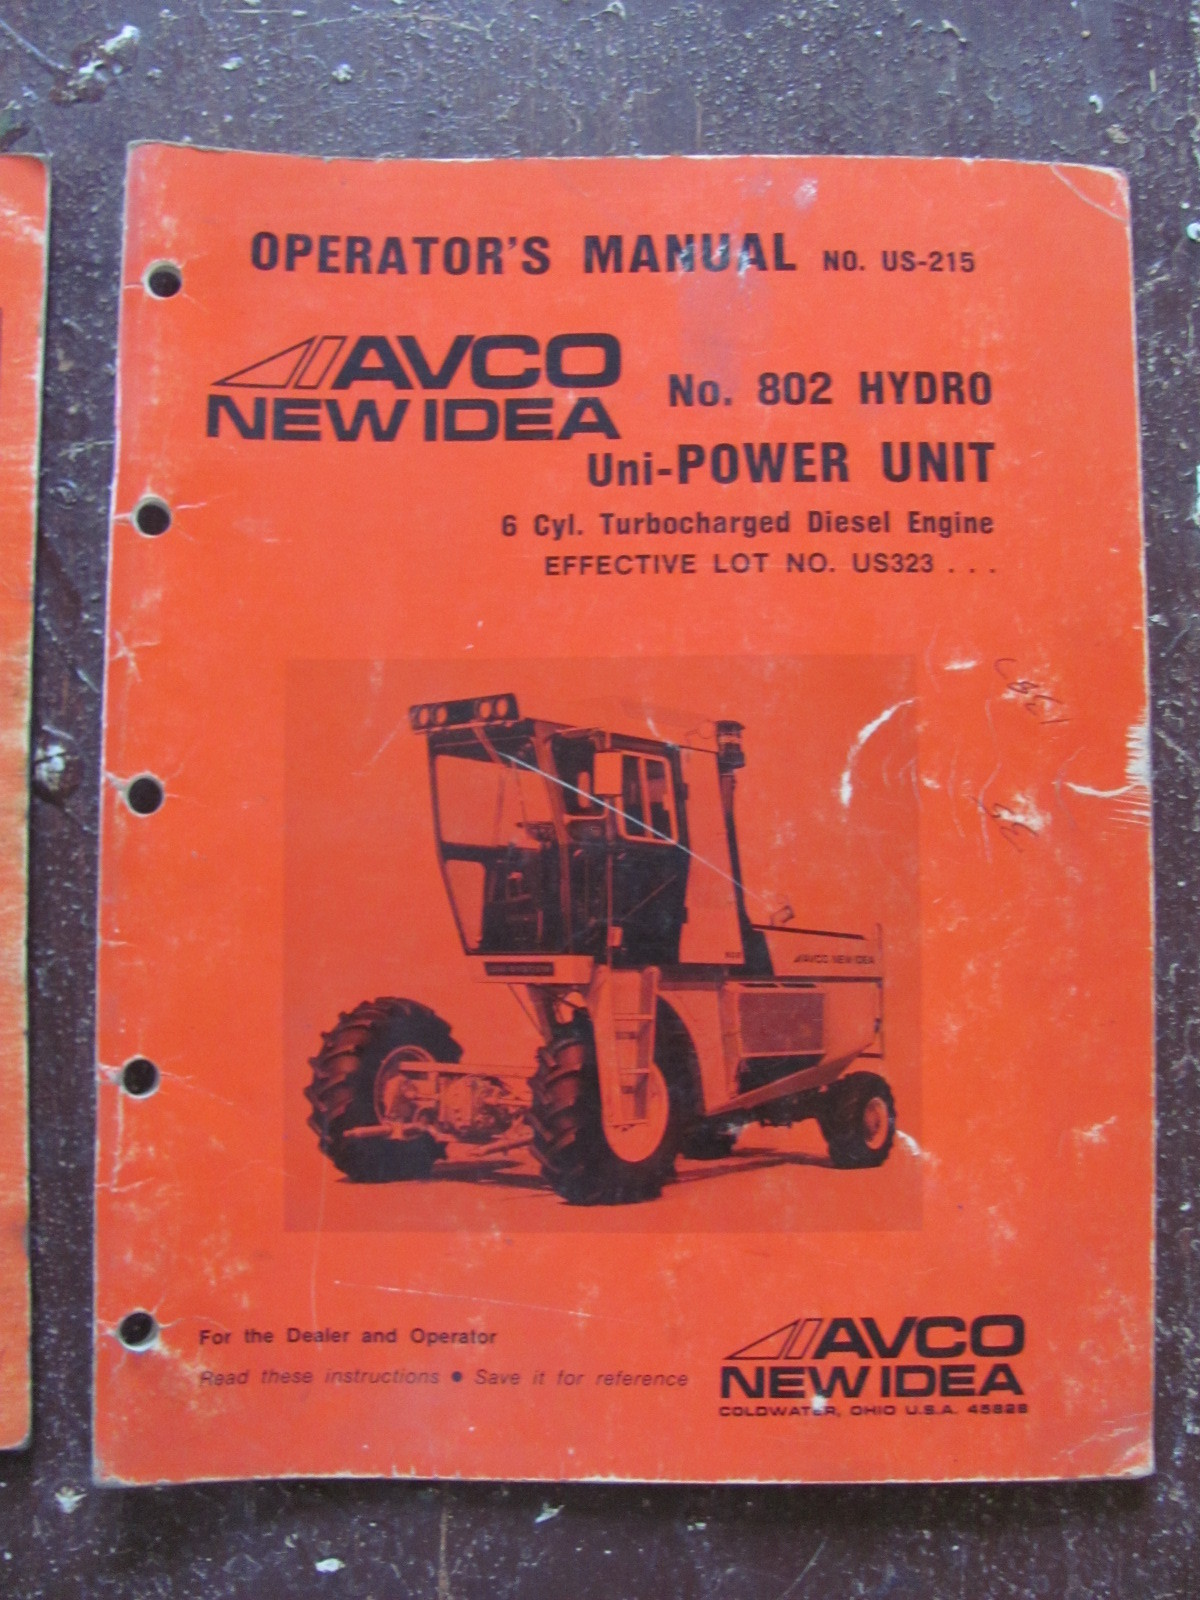 OPERATOR'S MANUAL NO. US-215
AVCO
NEW IDEA
No. 802 HYDRO
Uni-POWER UNIT
6 Cyl. Turbocharged Diesel Engine
EFFECTIVE LOT NO. US323 . . .
AVCO NEW IDEA
For the Dealer and Operator
Read these instructions • Save it for reference
AVCO
NEW IDEA
COLDWATER, OHIO U.S.A. 45828